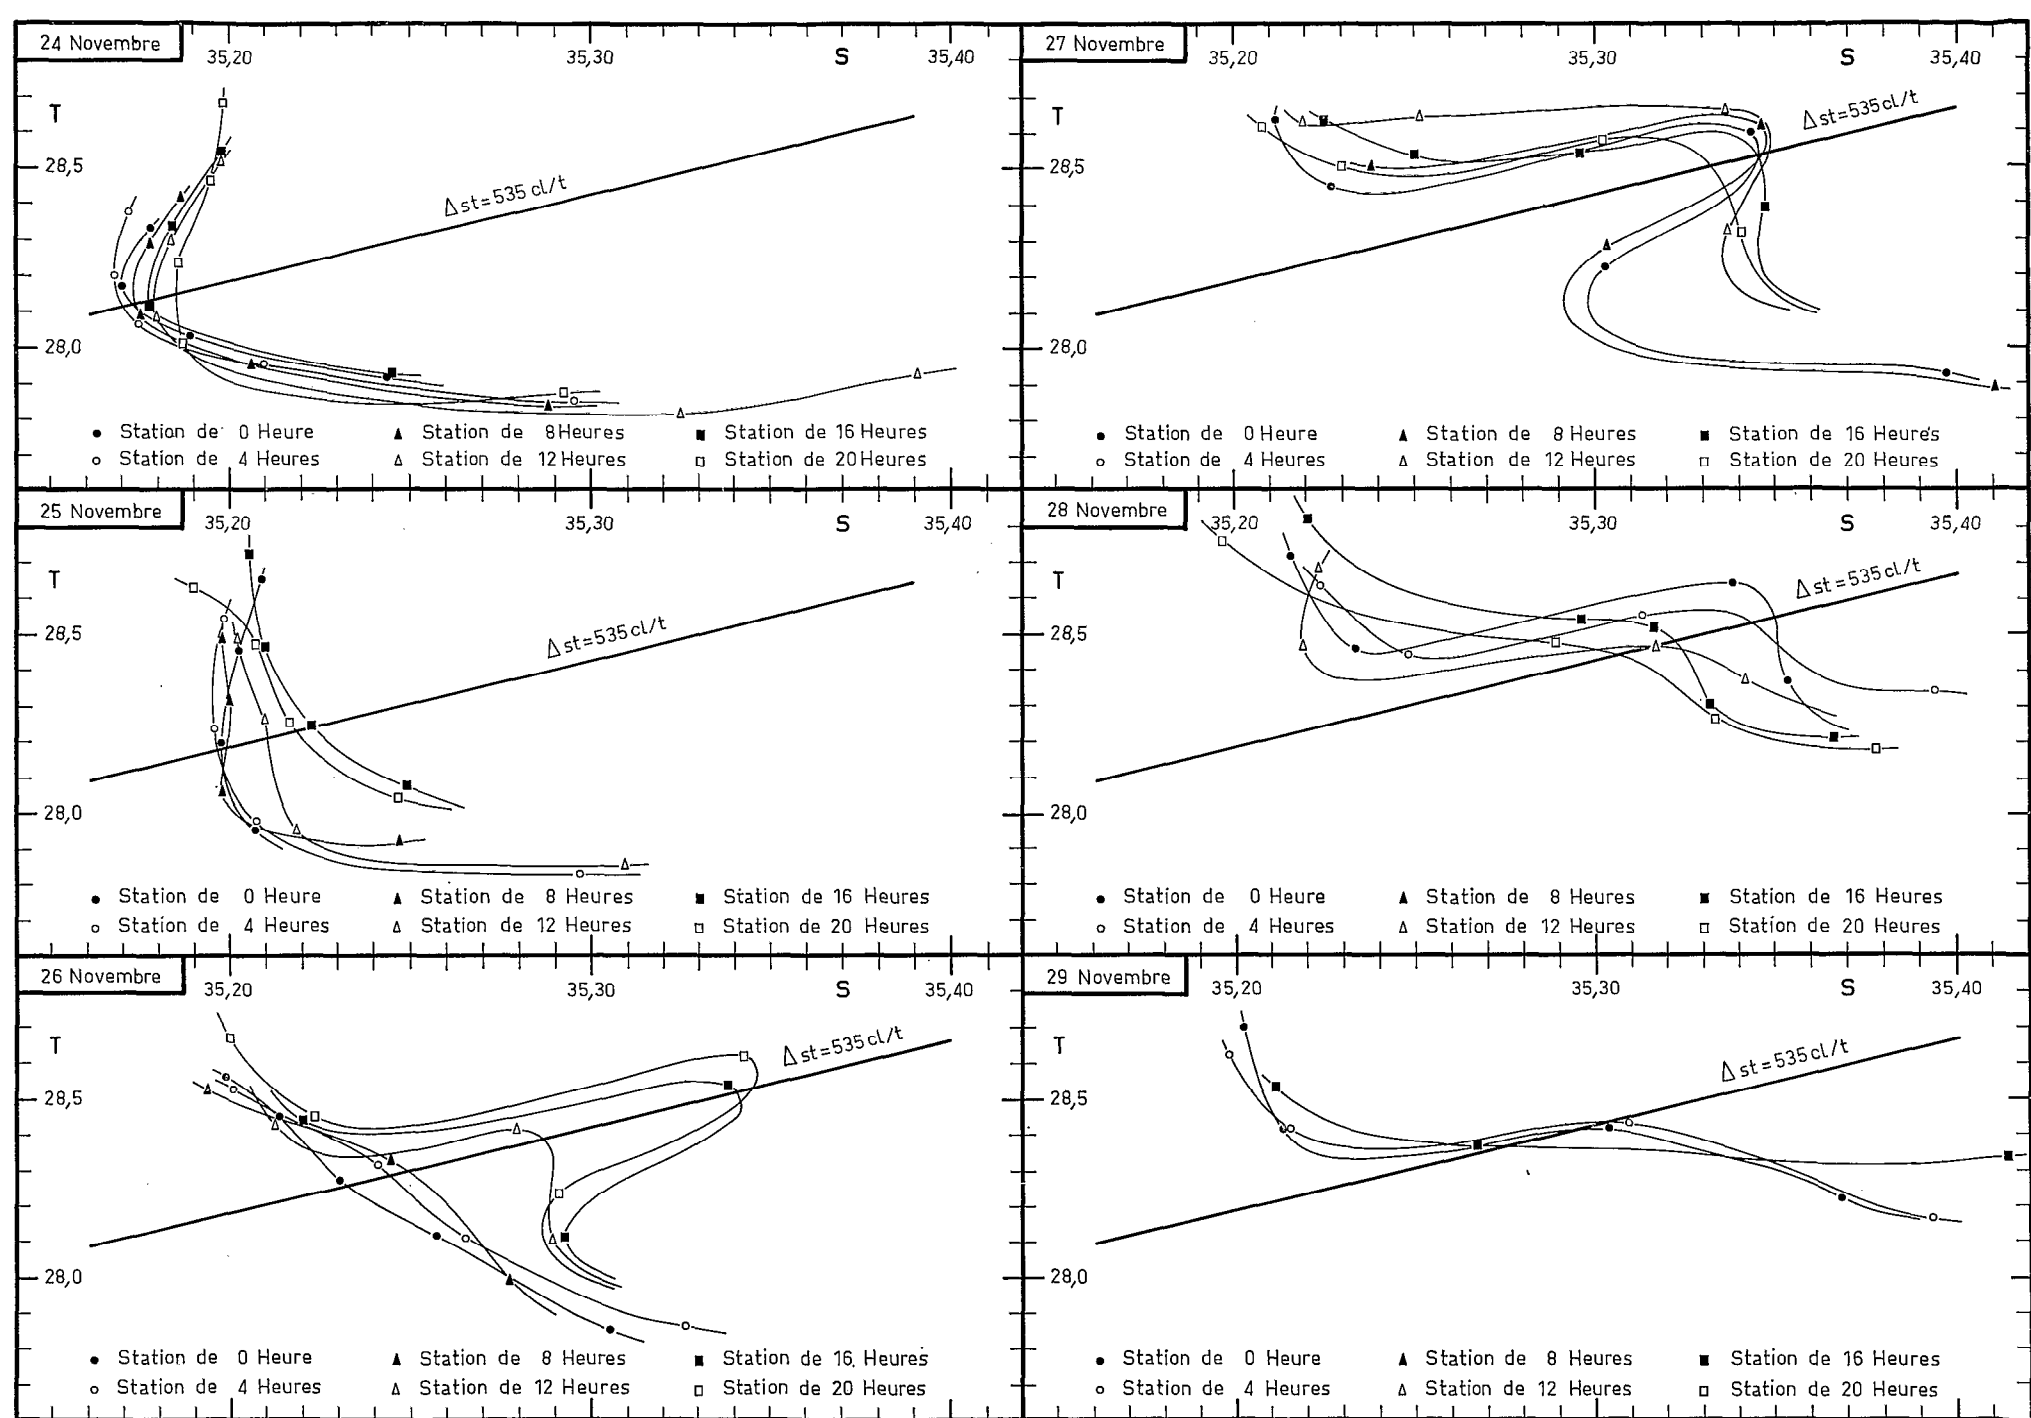 24 Novembre
35,20 35,30 S 35,40
T
Δst=535 cl/t
28,5
28,0
● Station de 0 Heure ▲ Station de 8 Heures ■ Station de 16 Heures
○ Station de 4 Heures △ Station de 12 Heures □ Station de 20 Heures
25 Novembre
35,20 35,30 S 35,40
T
Δst=535 cl/t
28,5
28,0
● Station de 0 Heure ▲ Station de 8 Heures ■ Station de 16 Heures
○ Station de 4 Heures △ Station de 12 Heures □ Station de 20 Heures
26 Novembre
35,20 35,30 S 35,40
T
Δst=535 cl/t
28,5
28,0
● Station de 0 Heure ▲ Station de 8 Heures ■ Station de 16 Heures
○ Station de 4 Heures △ Station de 12 Heures □ Station de 20 Heures
27 Novembre
35,20 35,30 S 35,40
T
Δst=535 cl/t
28,5
28,0
● Station de 0 Heure ▲ Station de 8 Heures ■ Station de 16 Heures
○ Station de 4 Heures △ Station de 12 Heures □ Station de 20 Heures
28 Novembre
35,20 35,30 S 35,40
T
Δst=535 cl/t
28,5
28,0
● Station de 0 Heure ▲ Station de 8 Heures ■ Station de 16 Heures
○ Station de 4 Heures △ Station de 12 Heures □ Station de 20 Heures
29 Novembre
35,20 35,30 S 35,40
T
Δst=535 cl/t
28,5
28,0
● Station de 0 Heure ▲ Station de 8 Heures ■ Station de 16 Heures
○ Station de 4 Heures △ Station de 12 Heures □ Station de 20 Heures